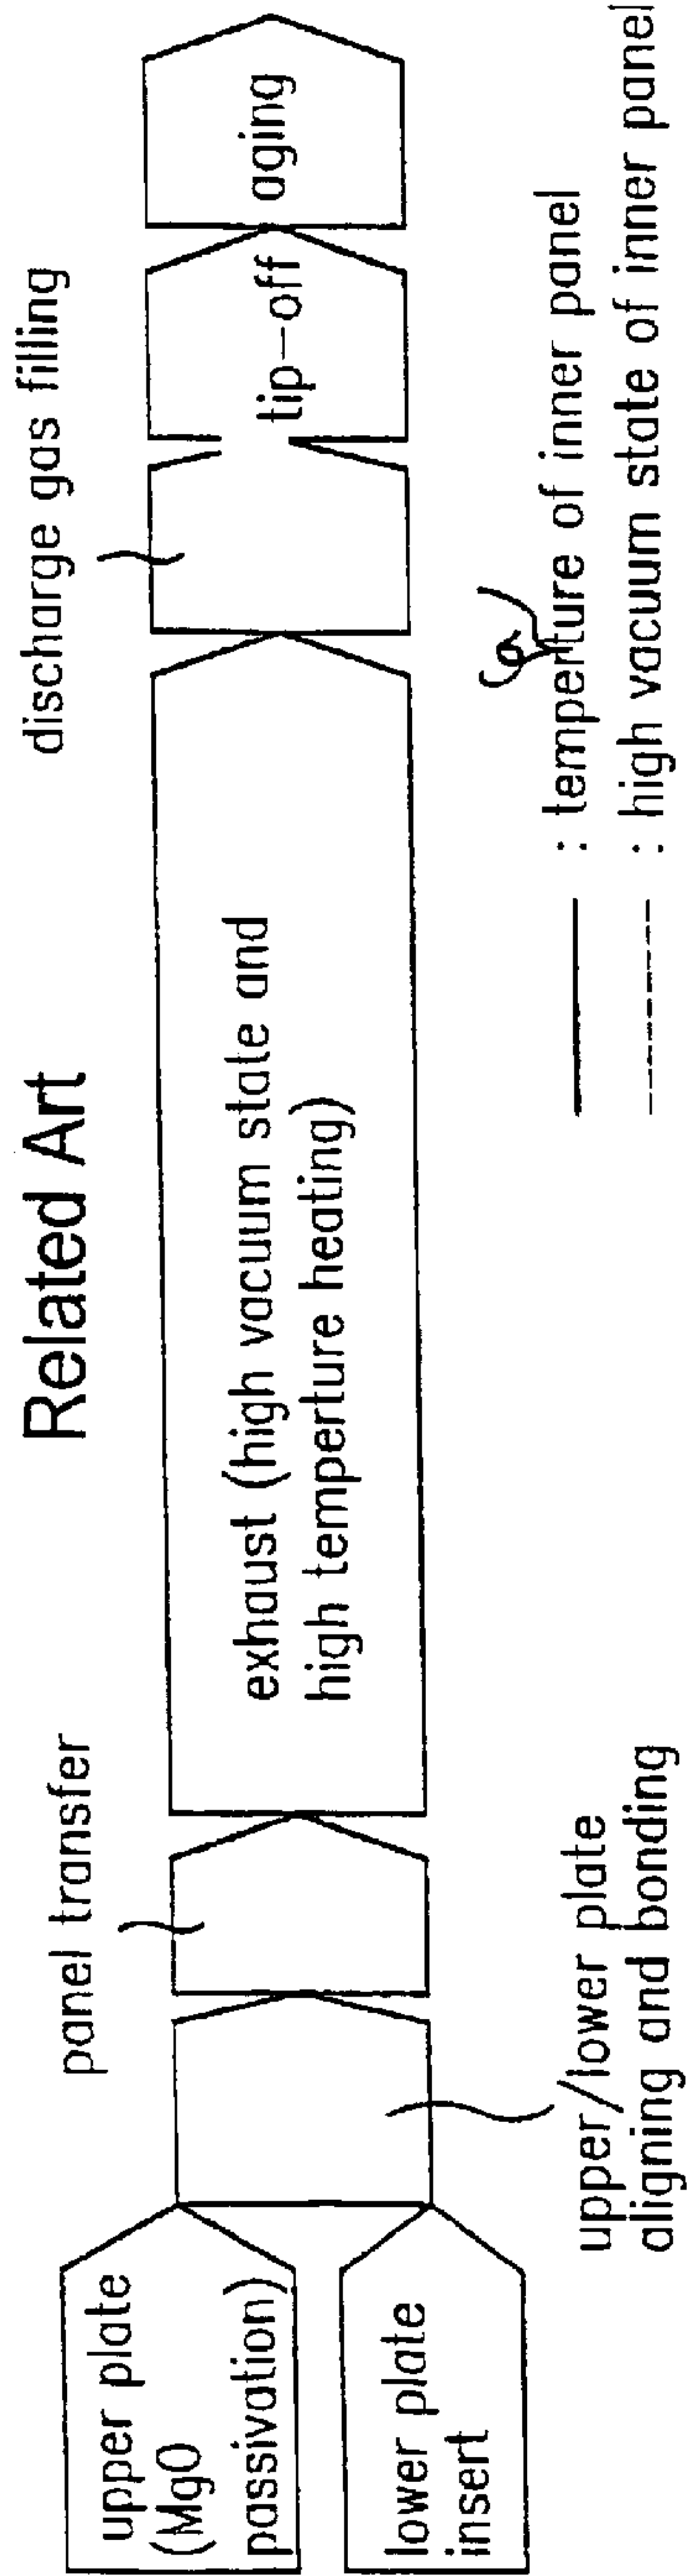 Related Art
upper plate
(MgO
passivation)
lower plate
insert
upper/lower plate
aligning and bonding
panel transfer
exhaust (high vacuum state and
high temperture heating)
discharge gas filling
tip-off
aging
: temperture of inner panel
a
: high vacuum state of inner panel